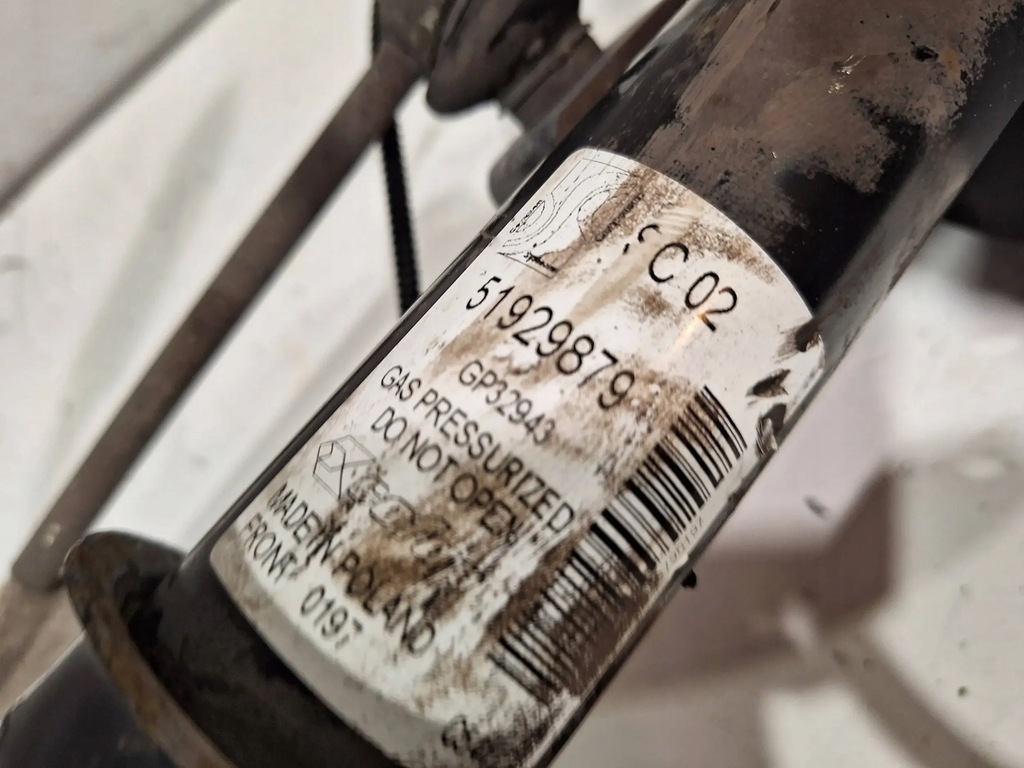 C 02
51929879
GP32943
GAS PRESSURIZED
DO NOT OPEN!
MADE IN POLAND
FRONT 0197